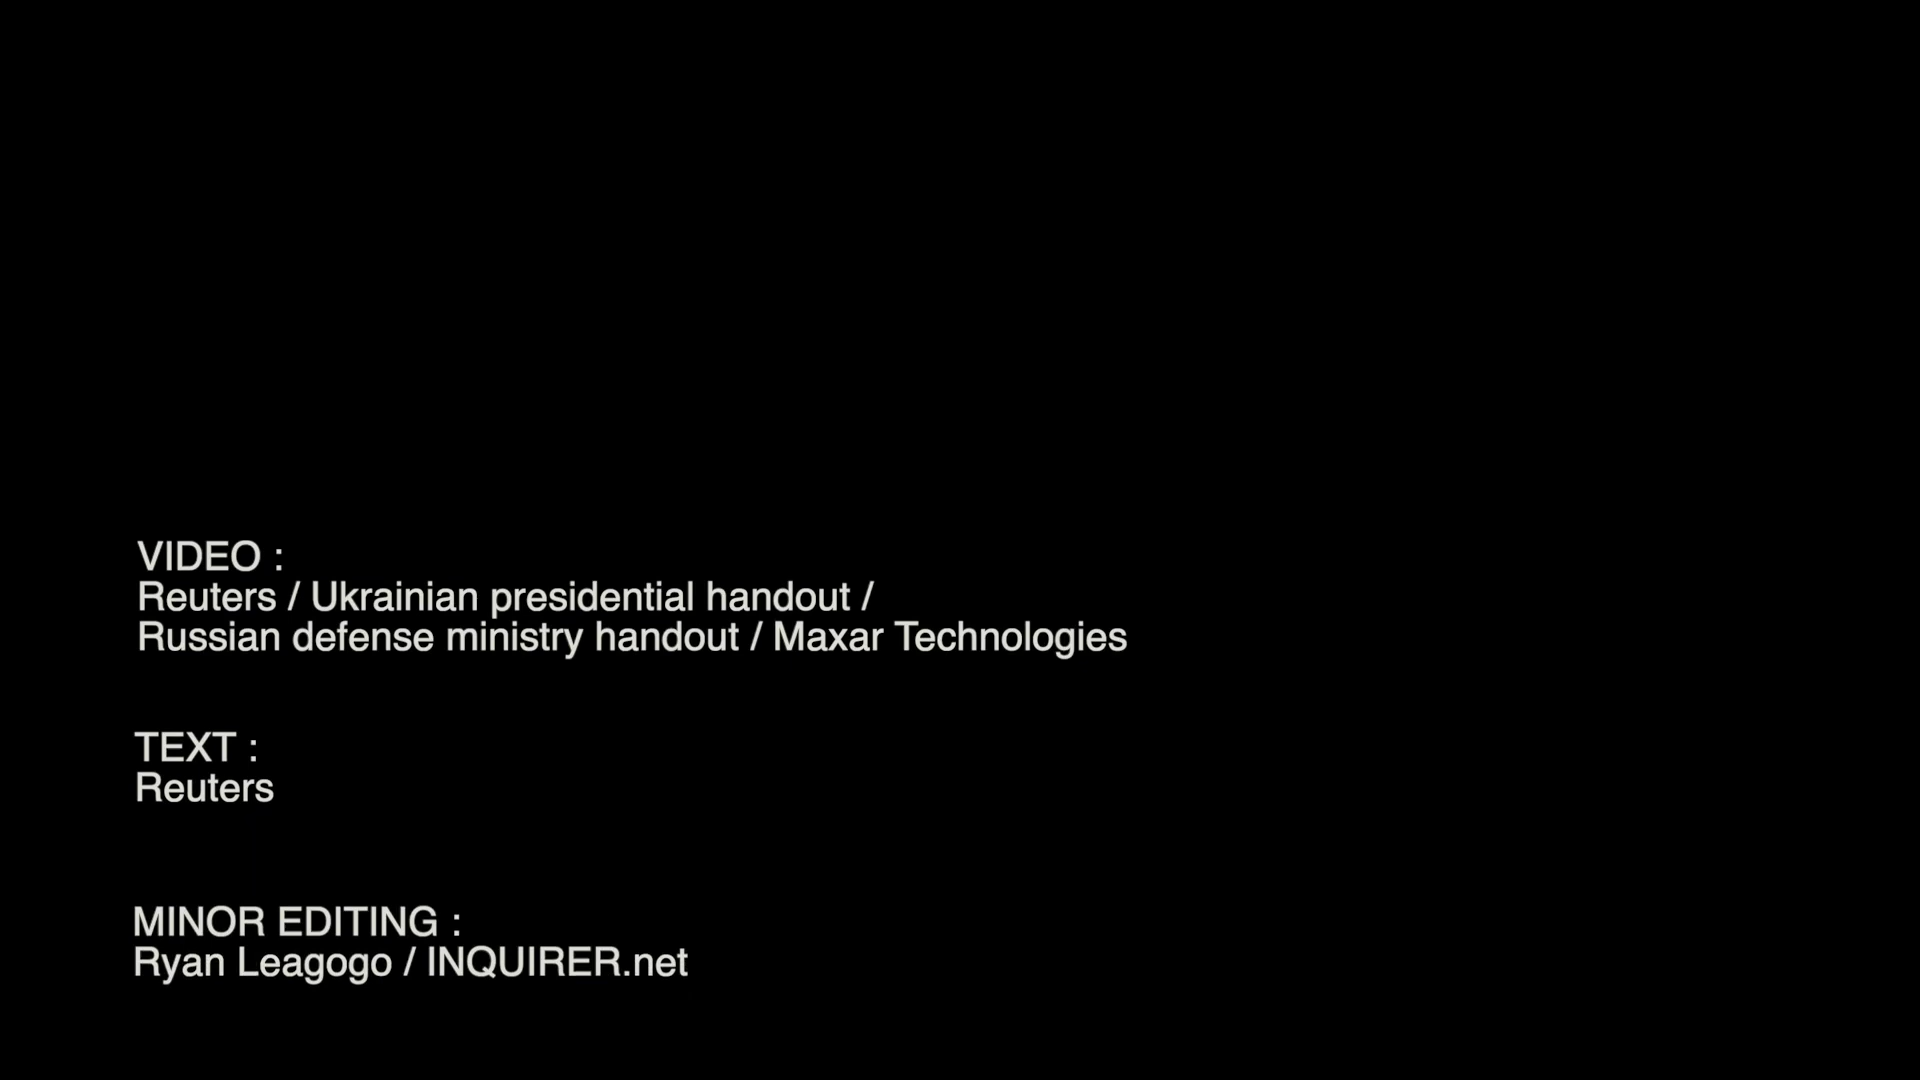 VIDEO :
Reuters / Ukrainian presidential handout /
Russian defense ministry handout / Maxar Technologies
TEXT :
Reuters
MINOR EDITING :
Ryan Leagogo / INQUIRER.net